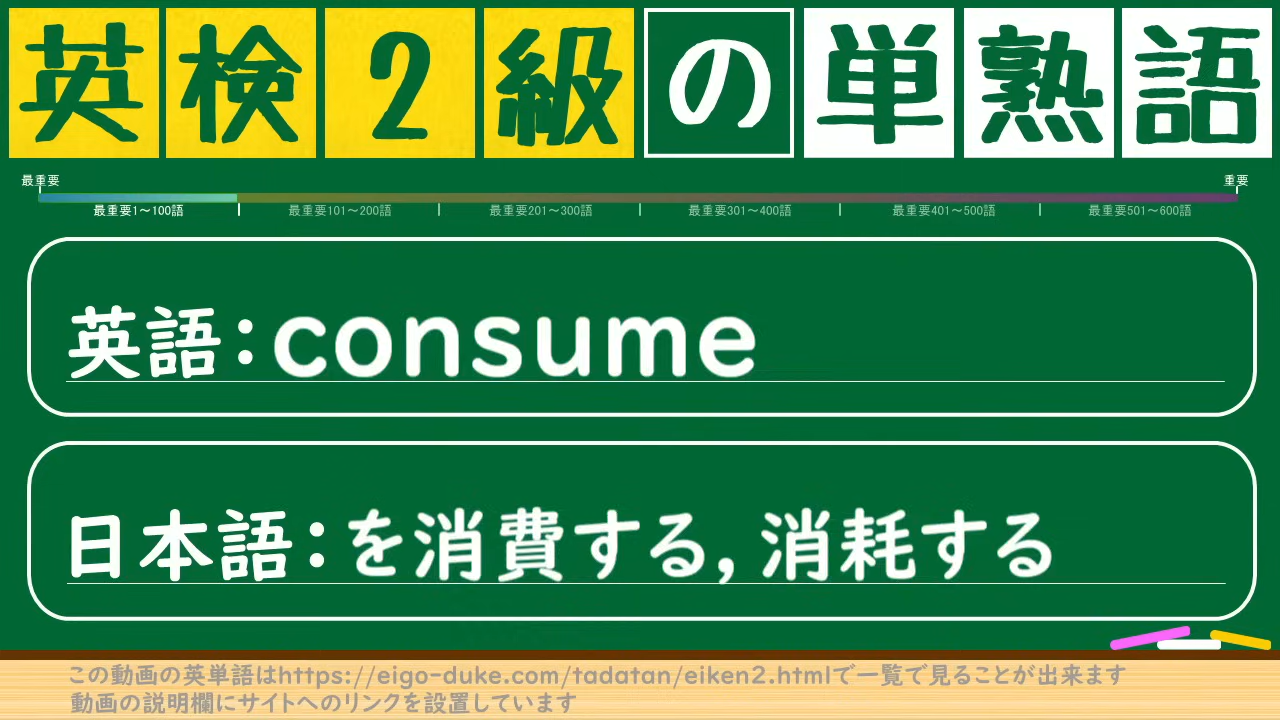 英検2級の単熟語
最重要 重要
最重要1～100語 最重要101～200語 最重要201～300語 最重要301～400語 最重要401～500語 最重要501～600語
英語：consume
日本語：を消費する,消耗する
この動画の英単語はhttps://eigo-duke.com/tadatan/eiken2.htmlで一覧で見ることが出来ます
動画の説明欄にサイトへのリンクを設置しています